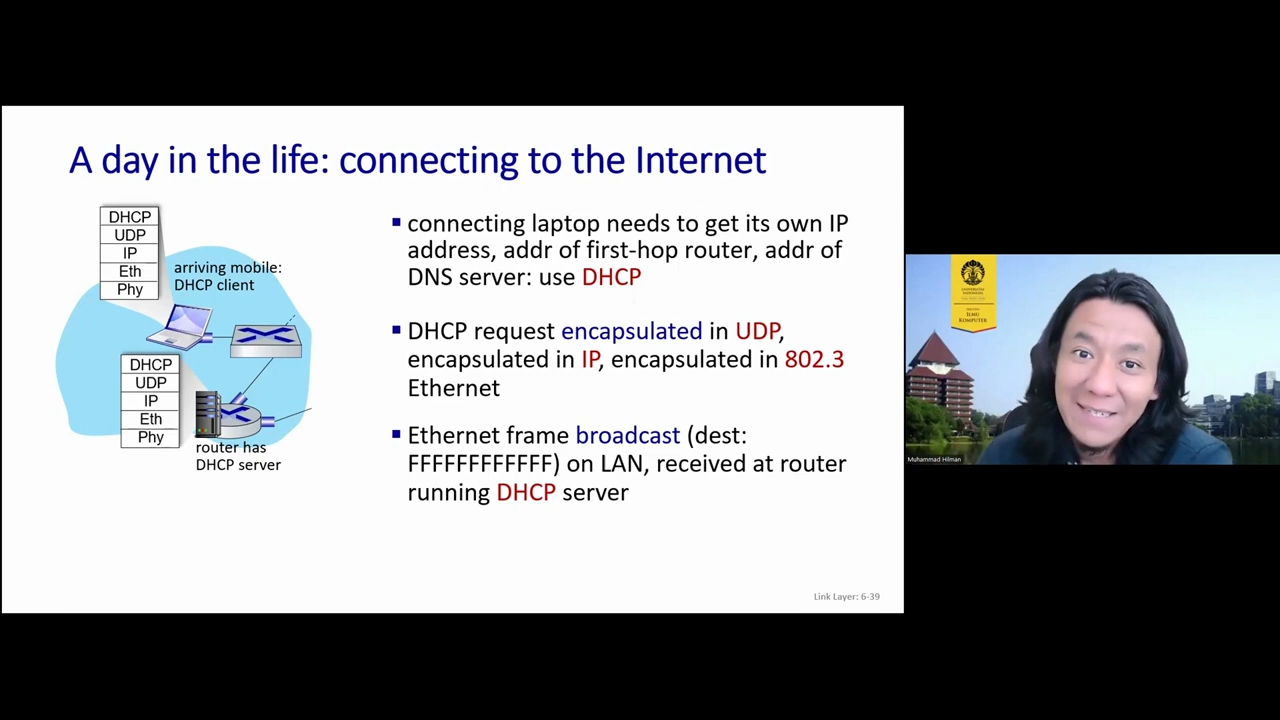 A day in the life: connecting to the Internet
DHCP
UDP
IP
Eth
Phy
arriving mobile:
DHCP client
DHCP
UDP
IP
Eth
Phy
router has
DHCP server
▪ connecting laptop needs to get its own IP
address, addr of first-hop router, addr of
DNS server: use DHCP
▪ DHCP request encapsulated in UDP,
encapsulated in IP, encapsulated in 802.3
Ethernet
▪ Ethernet frame broadcast (dest:
FFFFFFFFFFFF) on LAN, received at router
running DHCP server
Link Layer: 6-39
UNIVERSITAS
INDONESIA
ILMU
KOMPUTER
Muhammad Hilman